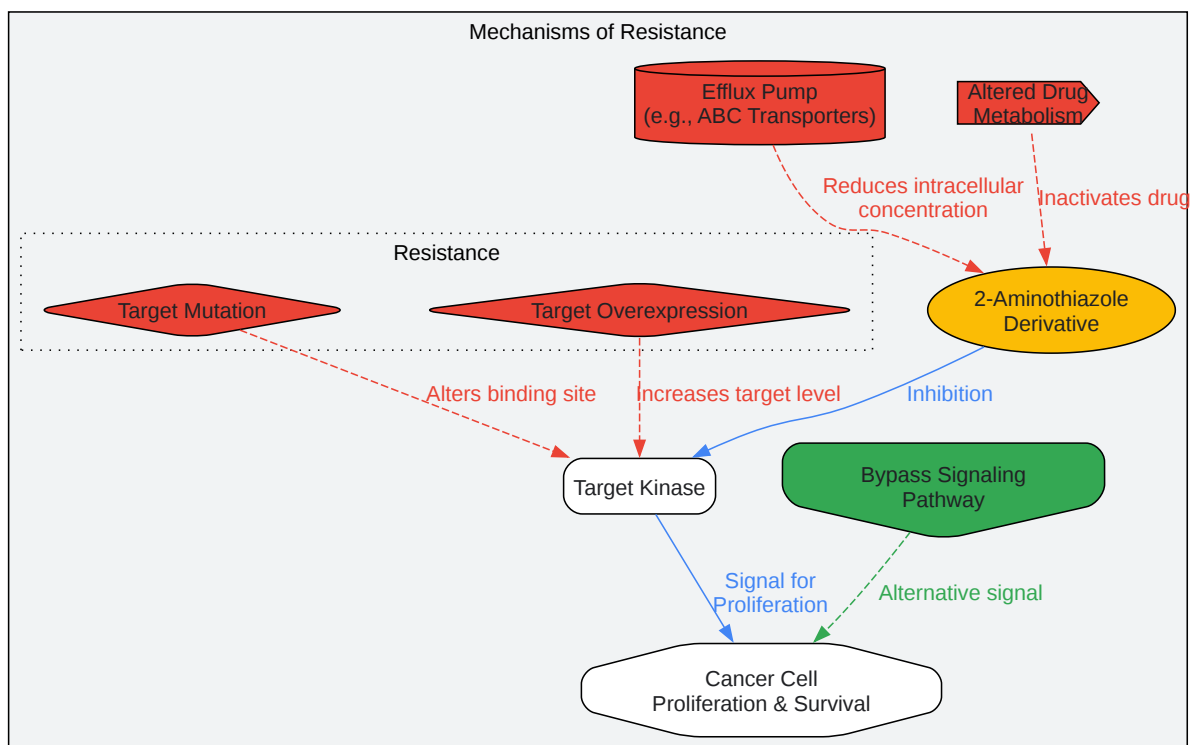 Mechanisms of Resistance
Efflux Pump
(e.g., ABC Transporters)
Altered Drug
Metabolism
Reduces intracellular
concentration
Inactivates drug
Resistance
Target Mutation
Target Overexpression
2-Aminothiazole
Derivative
Alters binding site
Increases target level
Inhibition
Target Kinase
Bypass Signaling
Pathway
Signal for
Proliferation
Alternative signal
Cancer Cell
Proliferation & Survival